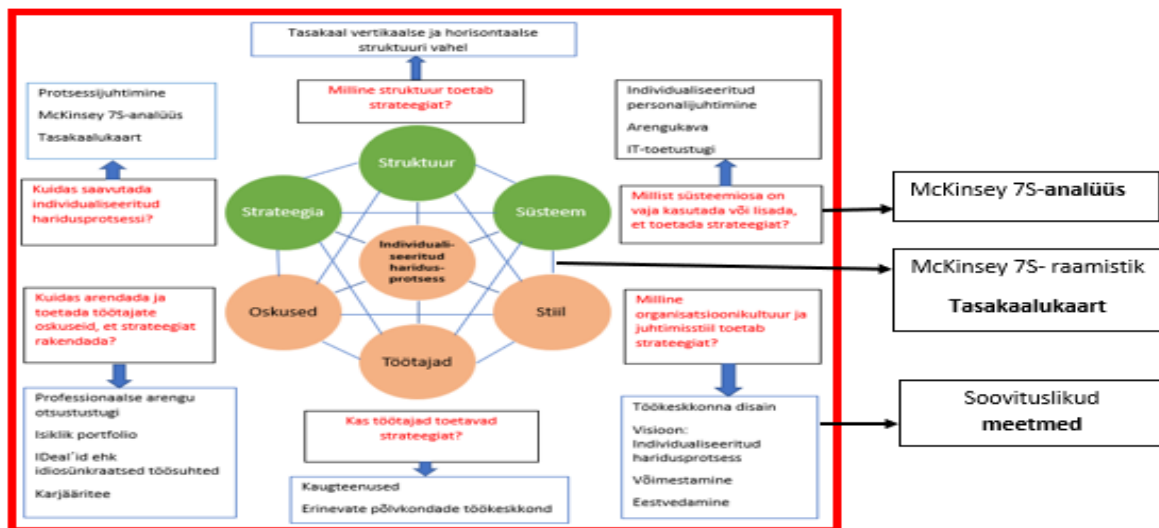 Tasakaal vertikaalse ja horisontaalse
struktuuri vahel
Milline struktuur toetab
strateegiat?
Protsessijuhtimine
McKinsey 7S-analüüs
Tasakaalukaart
Kuidas saavutada
individualiseeritud
haridusprotsessi?
Individualiseeritud
personalijuhtimine
Arengukava
IT-toetustugi
Millist süsteemiosa on
vaja kasutada või lisada,
et toetada strateegiat?
Struktuur
Strateegia
Süsteem
Individuali-
seeritud
haridus-
protsess
Oskused
Stiil
Töötajad
Kuidas arendada ja
toetada töötajate
oskuseid, et strateegiat
rakendada?
Professionaalse arengu
otsustustugi
Isiklik portfolio
IDeal´id ehk
idiosünkraatsed töösuhted
Karjääritee
Kas töötajad toetavad
strateegiat?
Kaugteenused
Erinevate põlvkondade töökeskkond
Milline
organisatsioonikultuur ja
juhtimisstiil toetab
strateegiat?
Töökeskkonna disain
Visioon:
Individualiseeritud
haridusprotsess
Võimestamine
Eestvedamine
McKinsey 7S-analüüs
McKinsey 7S- raamistik
Tasakaalukaart
Soovituslikud
meetmed